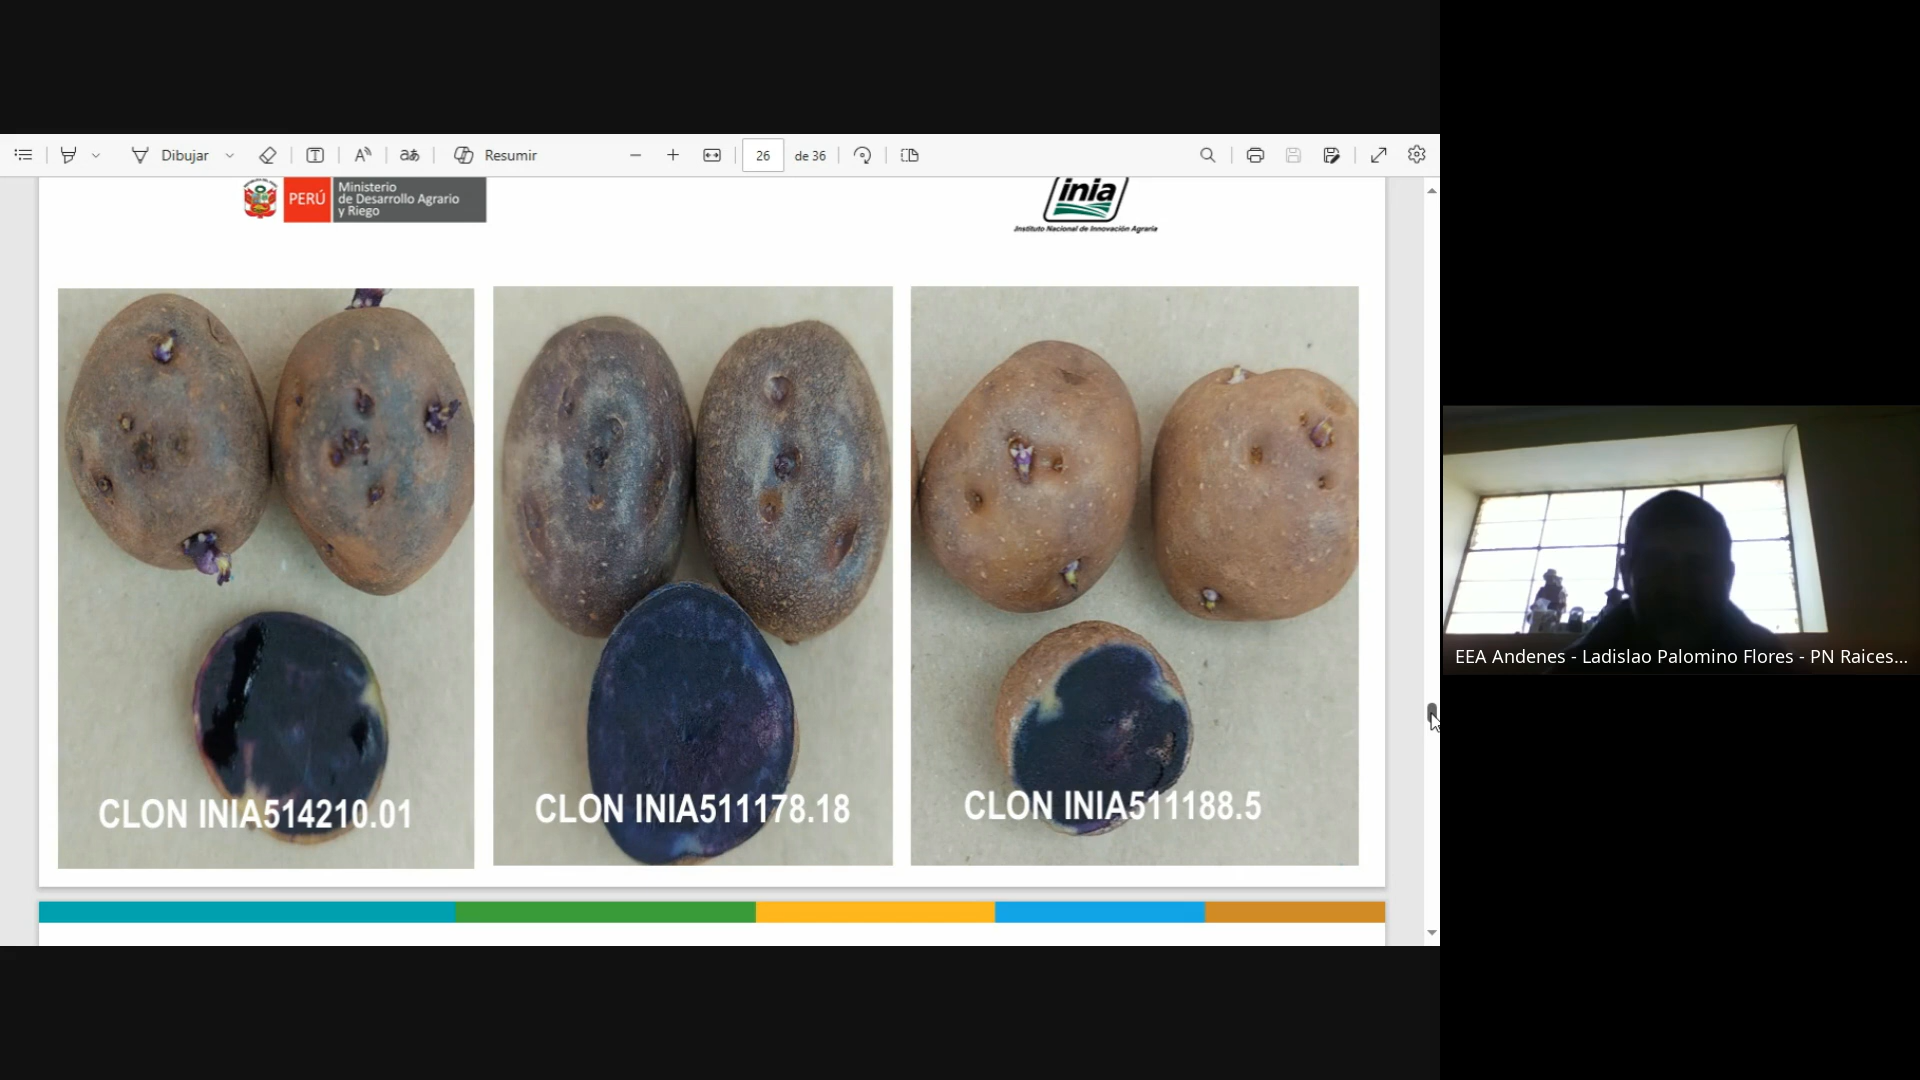 Dibujar
Resumir
26
de 36
PERÚ
Ministerio
de Desarrollo Agrario
y Riego
inia
Instituto Nacional de Innovación Agraria
CLON INIA514210.01
CLON INIA511178.18
CLON INIA511188.5
EEA Andenes - Ladislao Palomino Flores - PN Raices...